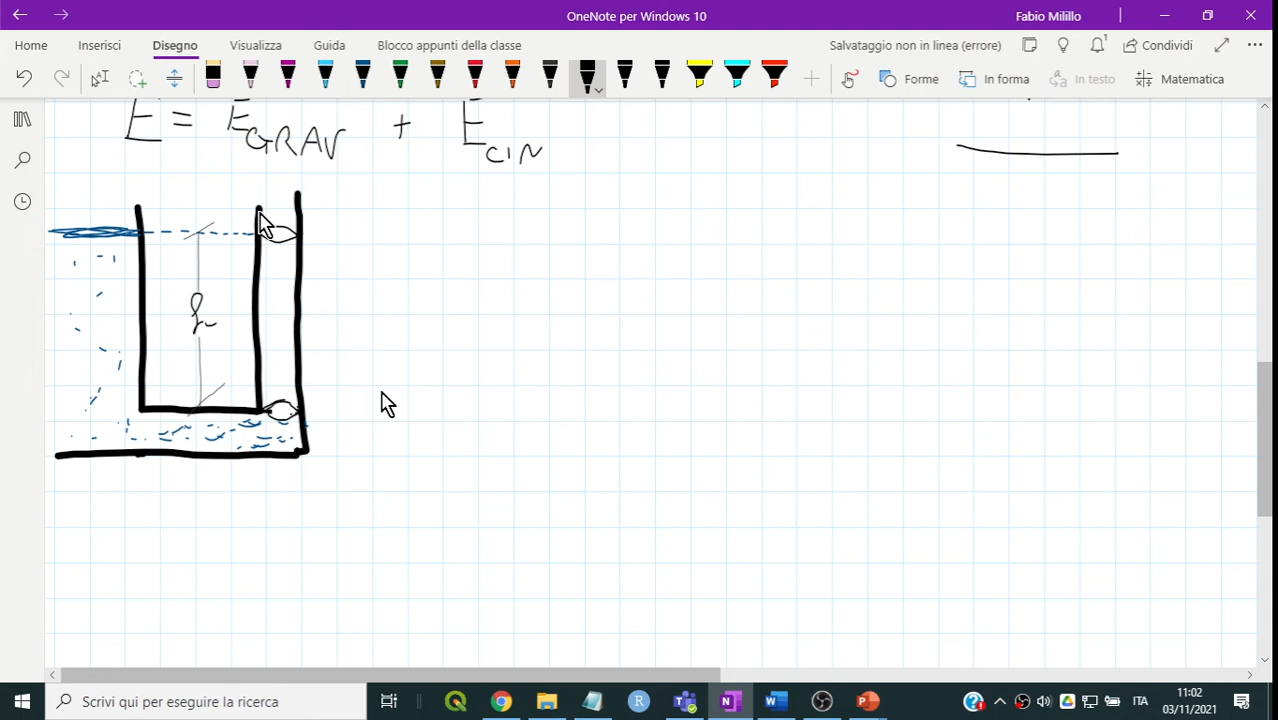 OneNote per Windows 10
Fabio Milillo
Home
Inserisci
Disegno
Visualizza
Guida
Blocco appunti della classe
Salvataggio non in linea (errore)
Condividi
Forme
In forma
In testo
Matematica
E = E GRAV + E CIN
h
Scrivi qui per eseguire la ricerca
ITA
11:02
03/11/2021